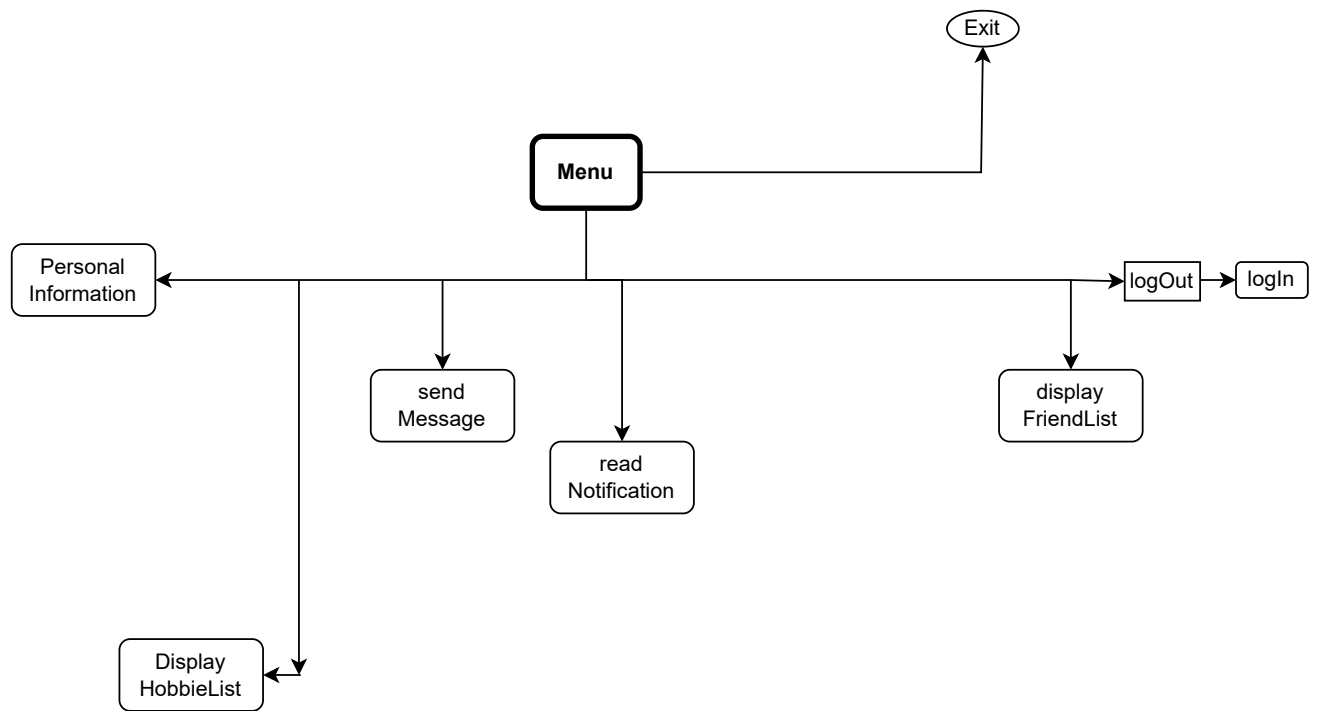 Exit
Menu
Personal
Information
logOut
logIn
send
Message
display
FriendList
read
Notification
Display
HobbieList